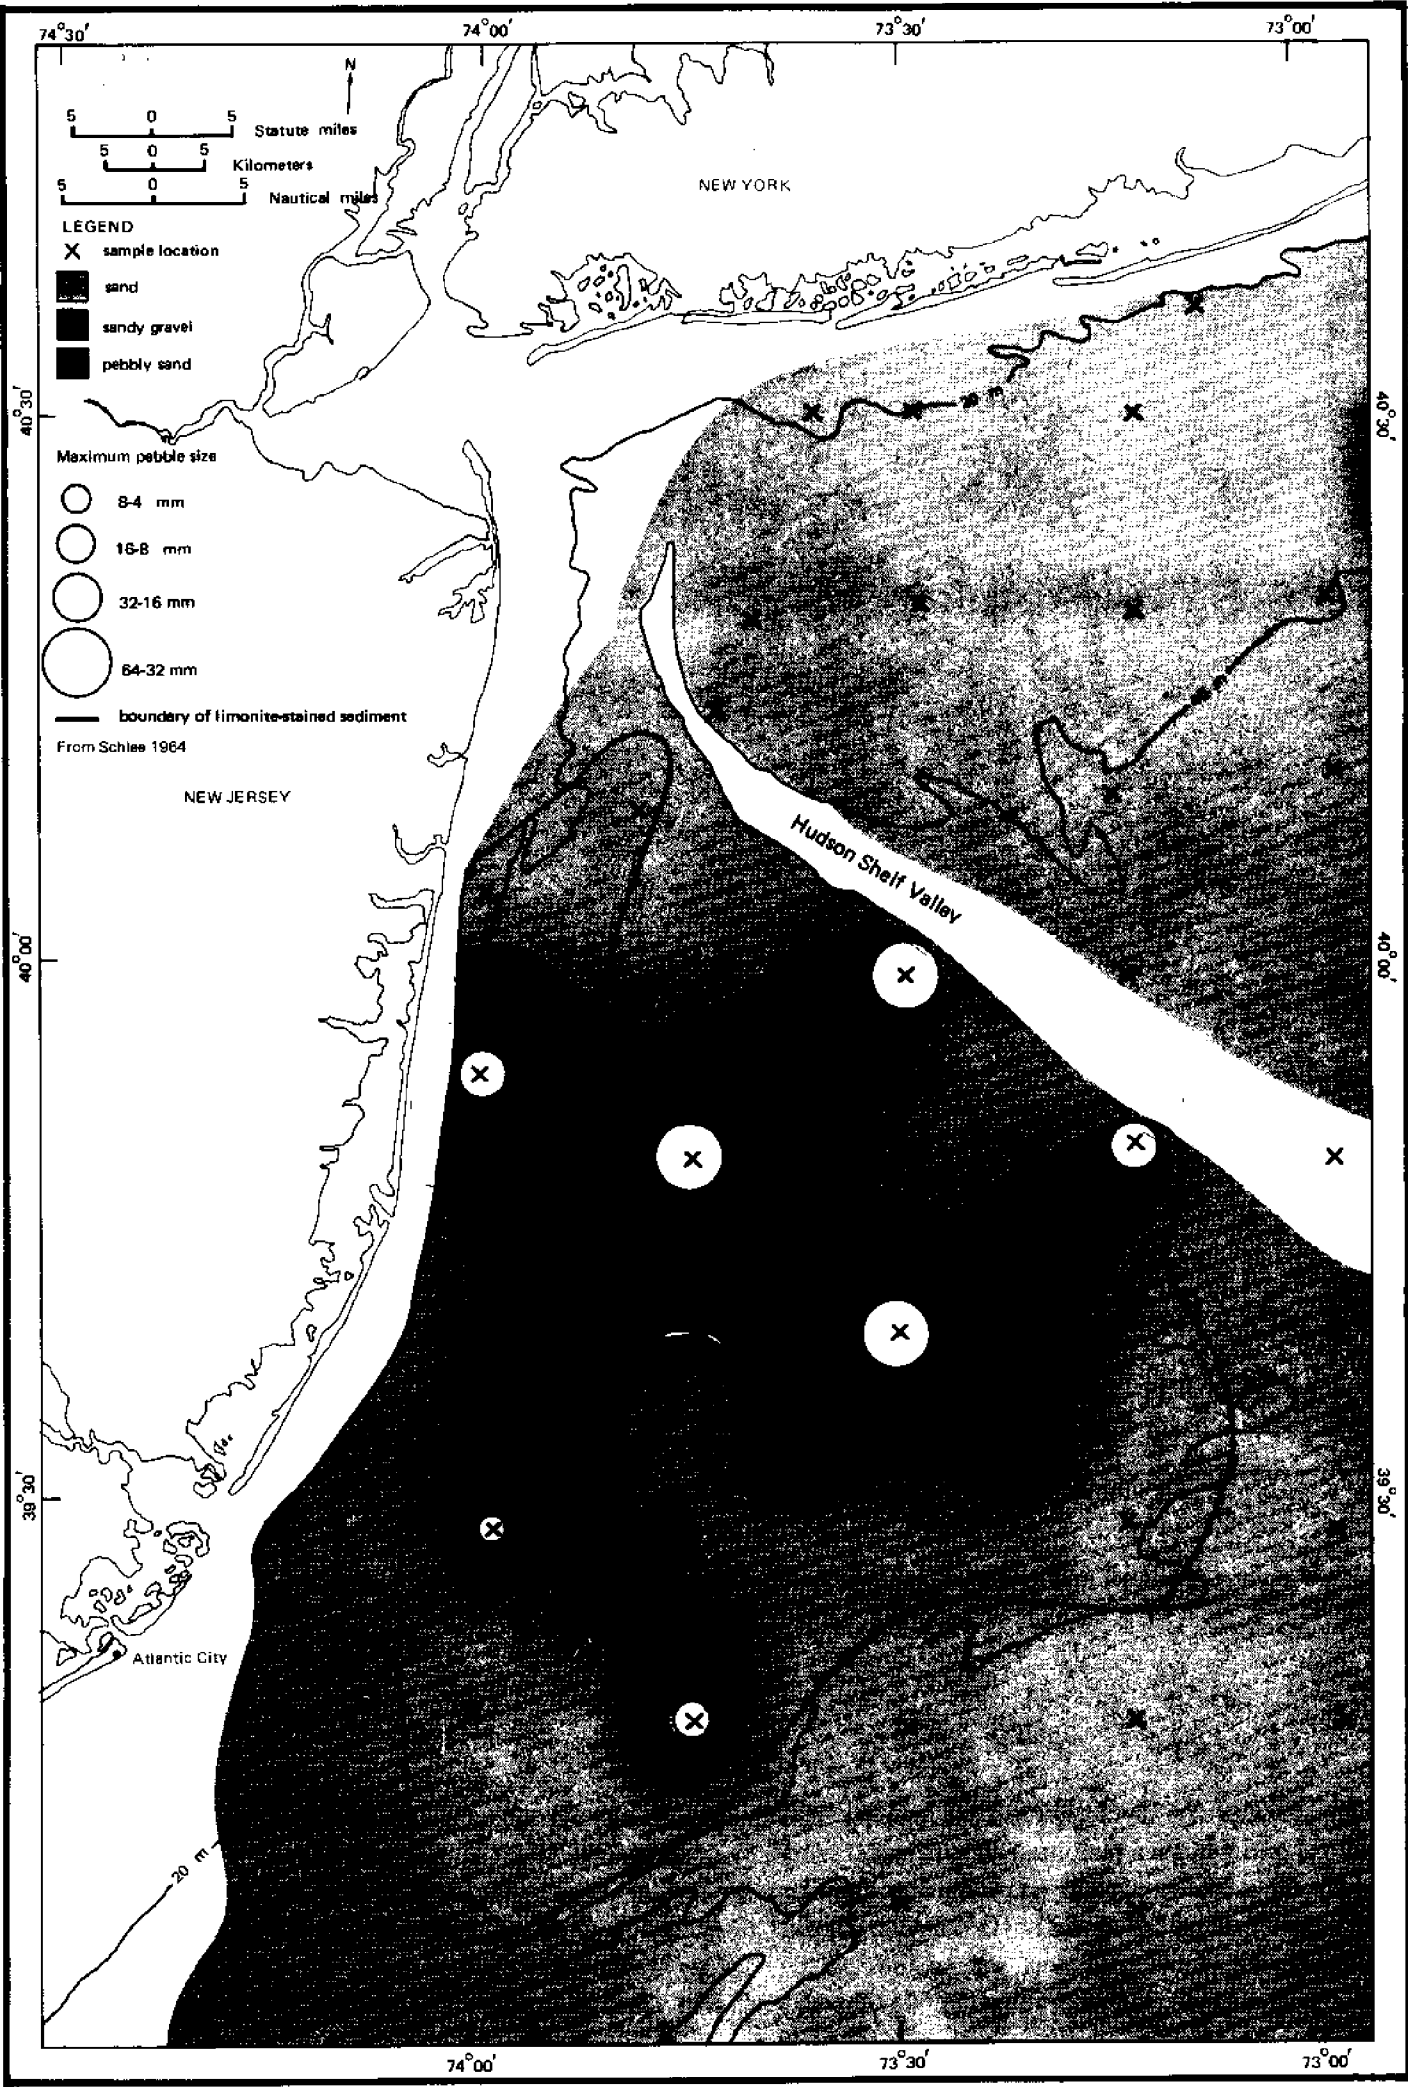 74°30'
74°00'
73°30'
73°00'
N
5 0 5
Statute miles
5 0 5
Kilometers
5 0 5
Nautical miles
NEW YORK
LEGEND
sample location
sand
sandy gravel
pebbly sand
40°30'
40°30'
20 m
Maximum pebble size
8-4 mm
16-8 mm
32-16 mm
64-32 mm
boundary of limonite-stained sediment
From Schlee 1964
NEW JERSEY
Hudson Shelf Valley
40°00'
40°00'
39°30'
39°30'
Atlantic City
20 m
74°00'
73°30'
73°00'